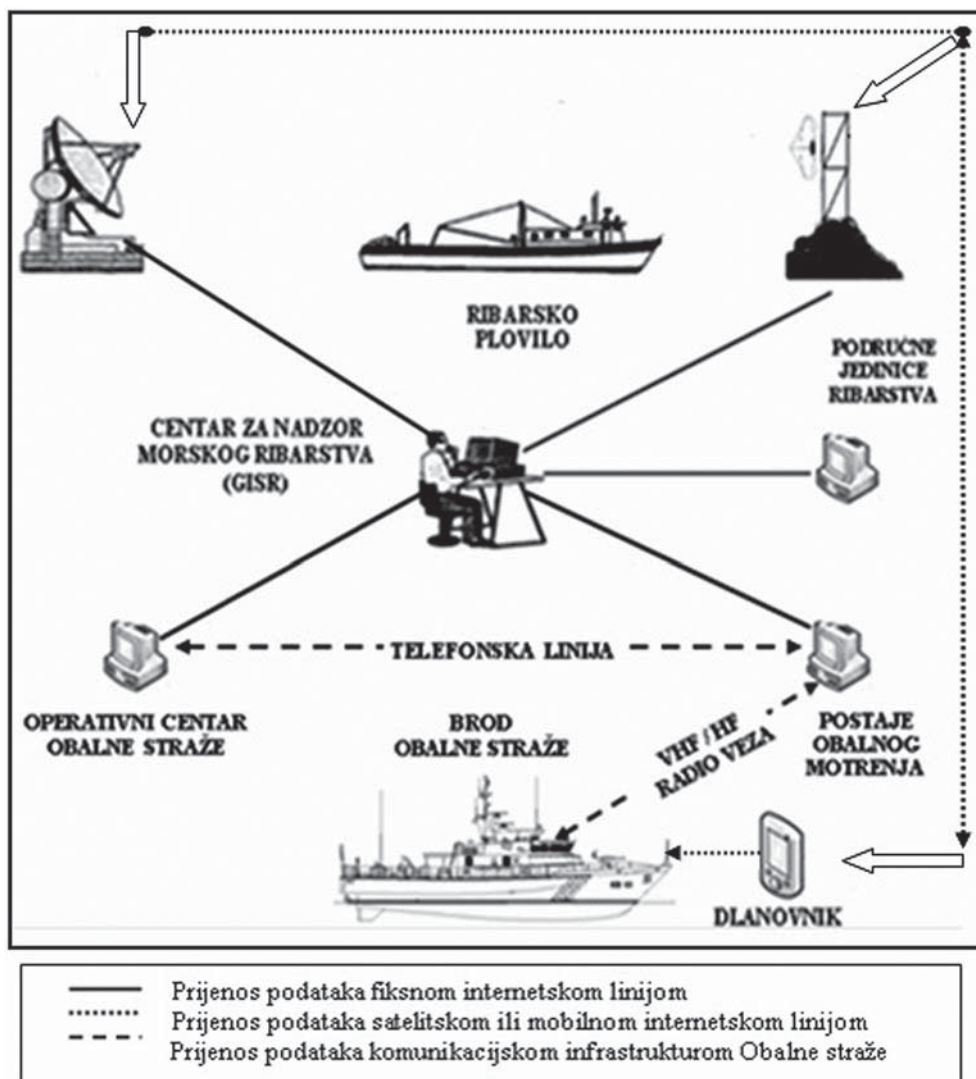 RIBARSKO
PLOVILO
PODRUČNE
JEDINICE
RIBARSTVA
CENTAR ZA NADZOR
MORSKOG RIBARSTVA
(GISR)
TELEFONSKA LINIJA
OPERATIVNI CENTAR
OBALNE STRAŽE
BROD
OBALNE STRAŽE
VHF / HF
RADIO VEZA
POSTAJE
OBALNOG
MOTRENJA
DLANOVNIK
Prijenos podataka fiksnom internetskom linijom
Prijenos podataka satelitskom ili mobilnom internetskom linijom
Prijenos podataka komunikacijskom infrastrukturom Obalne straže